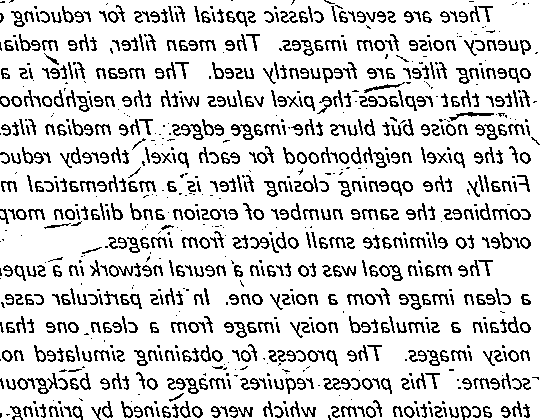 There are several classic spatial filters for reducing
quency noise from images. The mean filter, the median
opening filter are frequently used. The mean filter is a
filter that replaces the pixel values with the neighborhoo
image noise but blurs the image edges. The median filte
of the pixel neighborhood for each pixel, thereby reduc
Finally, the opening closing filter is a mathematical m
combines the same number of erosion and dilation morp
order to eliminate small objects from images.
The main goal was to train a neural network in a supe
a clean image from a noisy one. In this particular case,
obtain a simulated noisy image from a clean one than
noisy images. The process for obtaining simulated no
scheme: This process requires images of the backgroun
the acquisition forms, which were obtained by printing